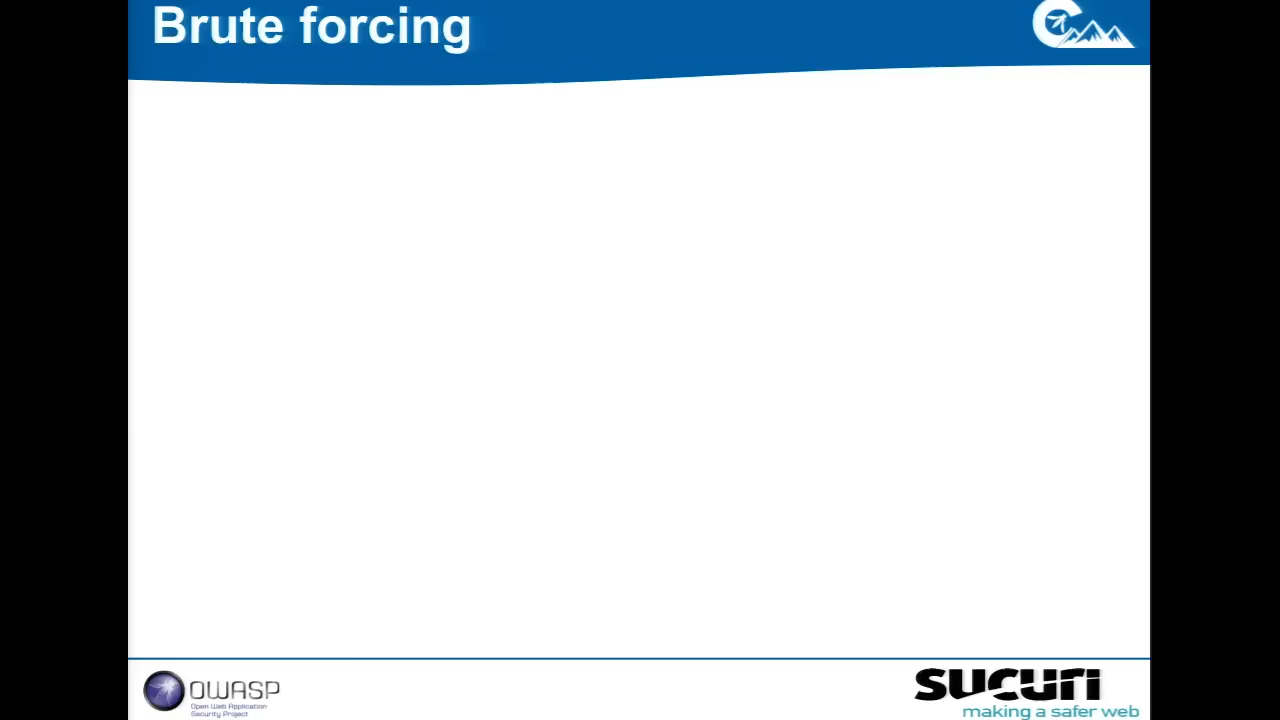 Brute forcing
OWASP
Open Web Application
Security Project
sucuri
making a safer web